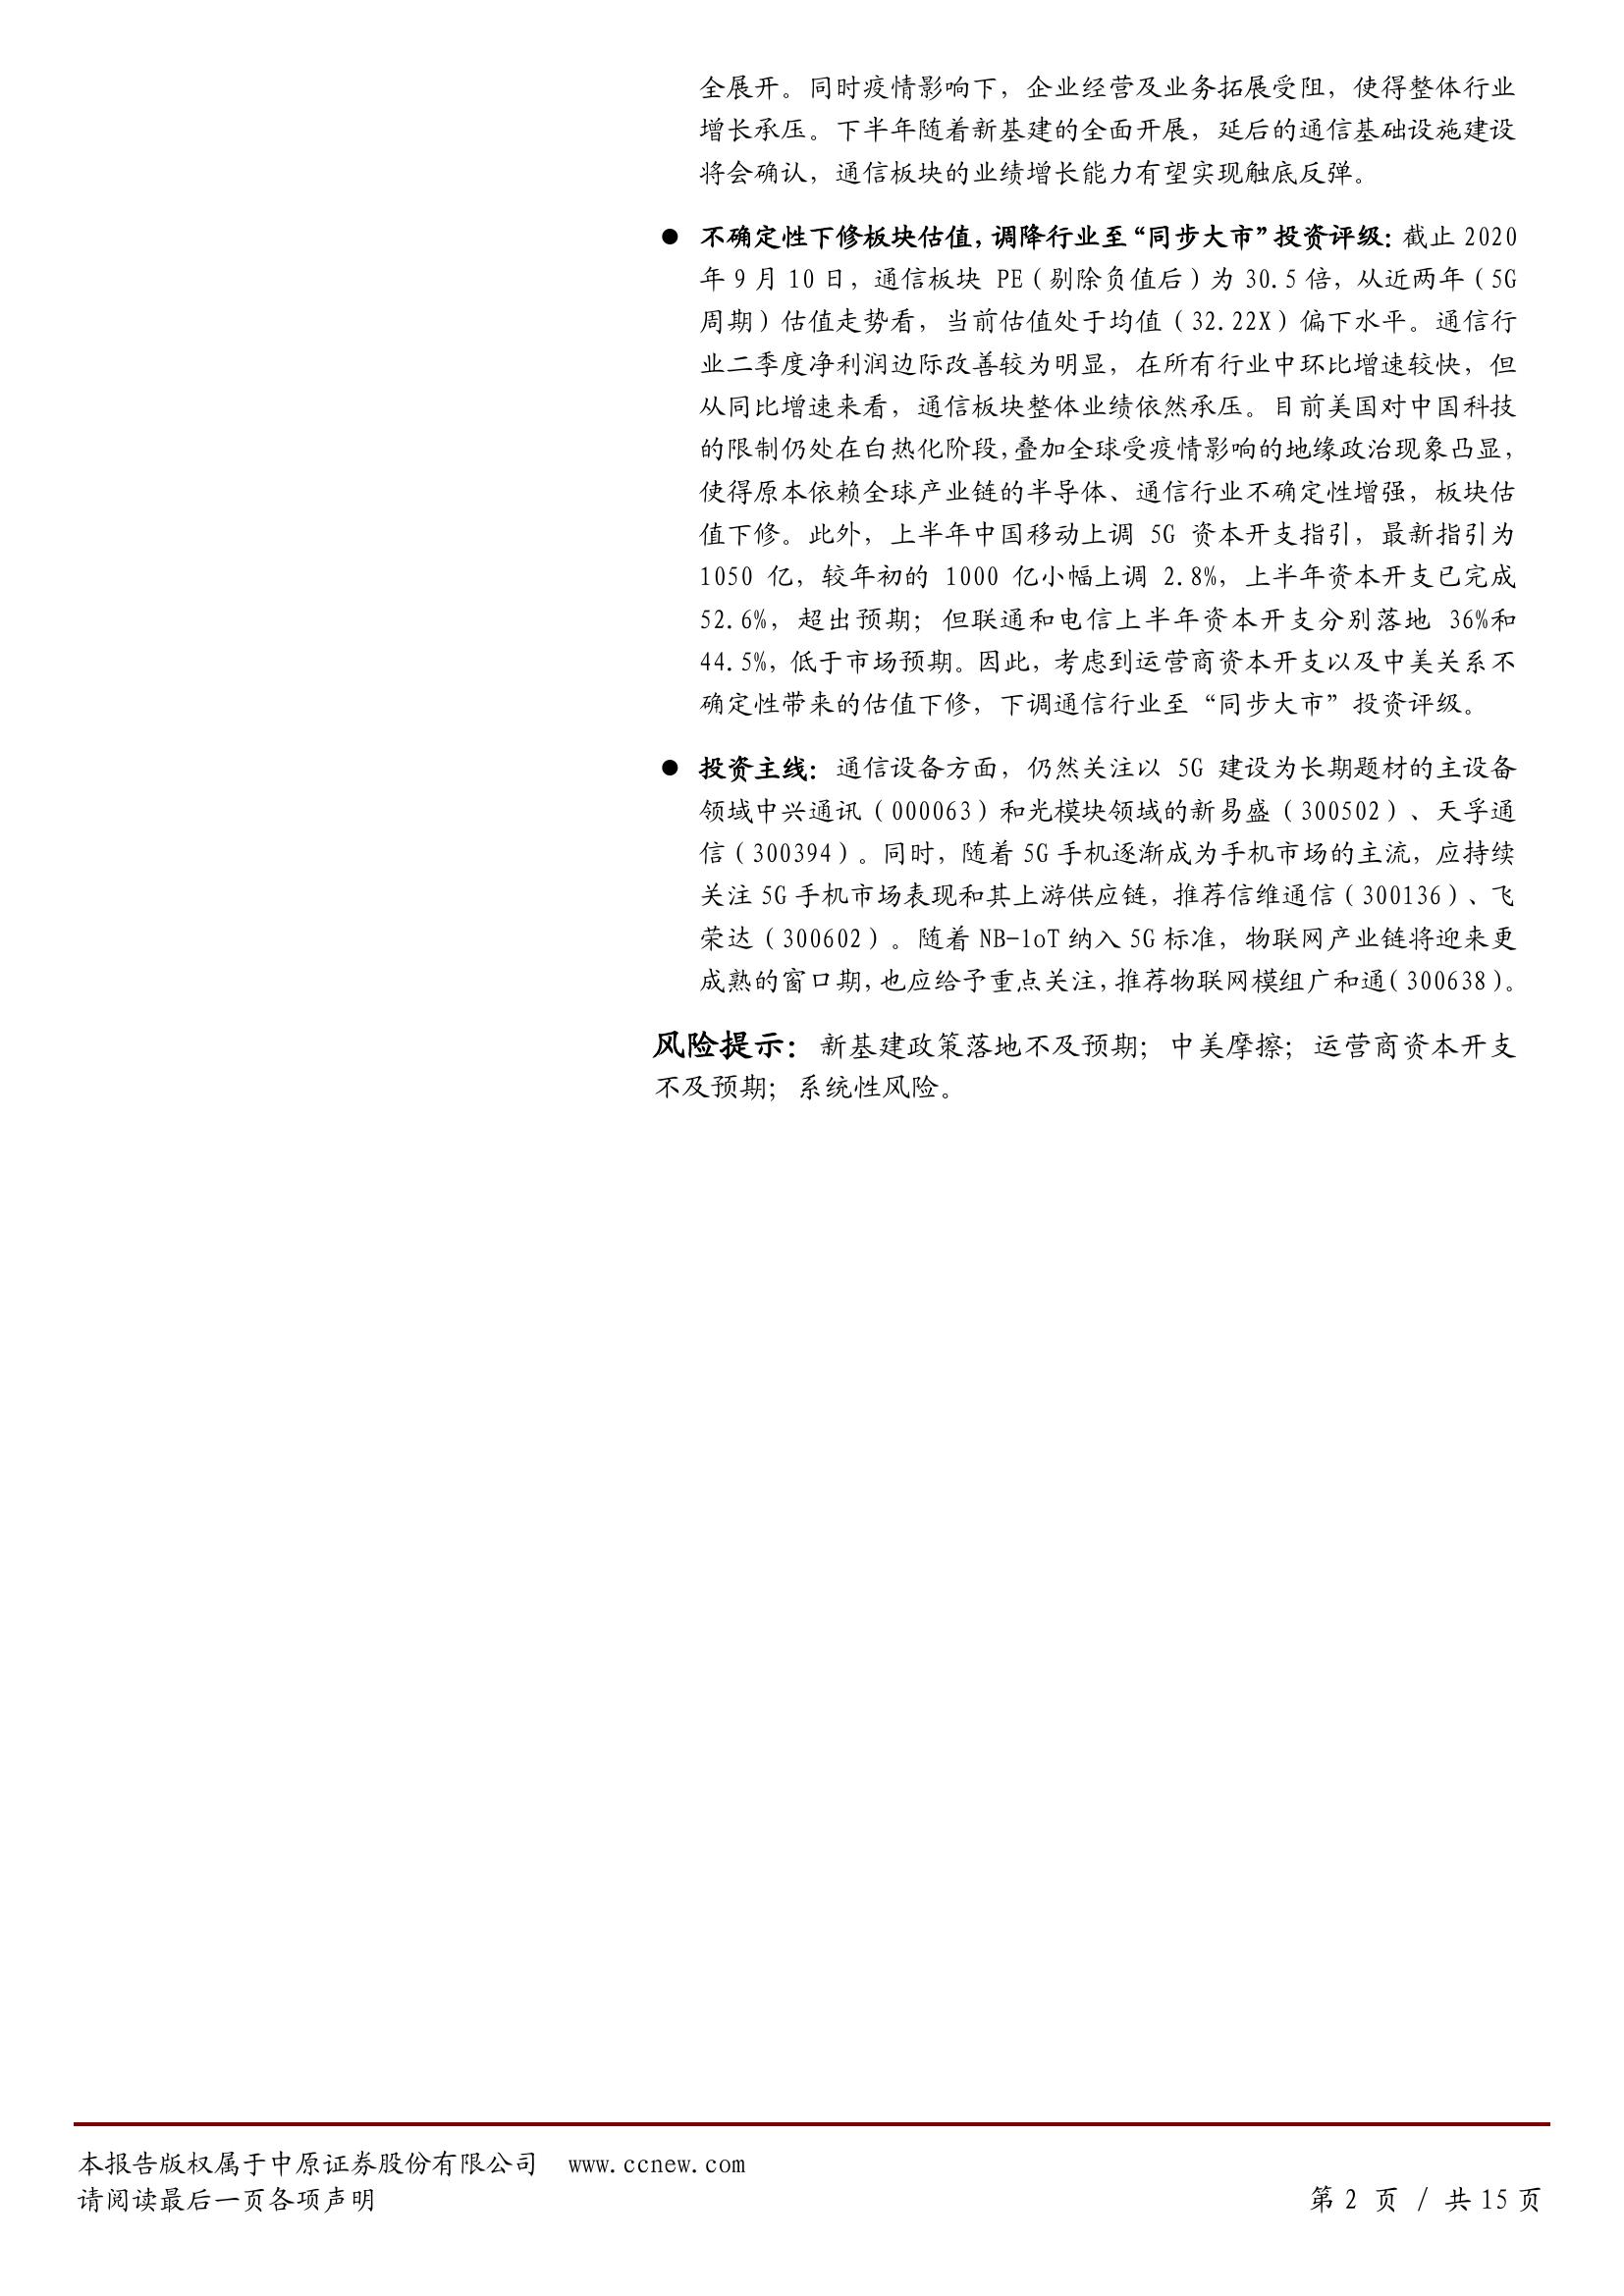 全展开。同时疫情影响下，企业经营及业务拓展受阻，使得整体行业
增长承压。下半年随着新基建的全面开展，延后的通信基础设施建设
将会确认，通信板块的业绩增长能力有望实现触底反弹。
● 不确定性下修板块估值，调降行业至“同步大市”投资评级：截止 2020
年 9 月 10 日，通信板块 PE（剔除负值后）为 30.5 倍，从近两年（5G
周期）估值走势看，当前估值处于均值（32.22X）偏下水平。通信行
业二季度净利润边际改善较为明显，在所有行业中环比增速较快，但
从同比增速来看，通信板块整体业绩依然承压。目前美国对中国科技
的限制仍处在白热化阶段，叠加全球受疫情影响的地缘政治现象凸显，
使得原本依赖全球产业链的半导体、通信行业不确定性增强，板块估
值下修。此外，上半年中国移动上调 5G 资本开支指引，最新指引为
1050 亿，较年初的 1000 亿小幅上调 2.8%，上半年资本开支已完成
52.6%，超出预期；但联通和电信上半年资本开支分别落地 36%和
44.5%，低于市场预期。因此，考虑到运营商资本开支以及中美关系不
确定性带来的估值下修，下调通信行业至“同步大市”投资评级。
● 投资主线：通信设备方面，仍然关注以 5G 建设为长期题材的主设备
领域中兴通讯（000063）和光模块领域的新易盛（300502）、天孚通
信（300394）。同时，随着 5G 手机逐渐成为手机市场的主流，应持续
关注 5G 手机市场表现和其上游供应链，推荐信维通信（300136）、飞
荣达（300602）。随着 NB-loT 纳入 5G 标准，物联网产业链将迎来更
成熟的窗口期，也应给予重点关注，推荐物联网模组广和通（300638）。
风险提示：新基建政策落地不及预期；中美摩擦；运营商资本开支
不及预期；系统性风险。
本报告版权属于中原证券股份有限公司 www.ccnew.com
请阅读最后一页各项声明
第 2 页 / 共 15 页